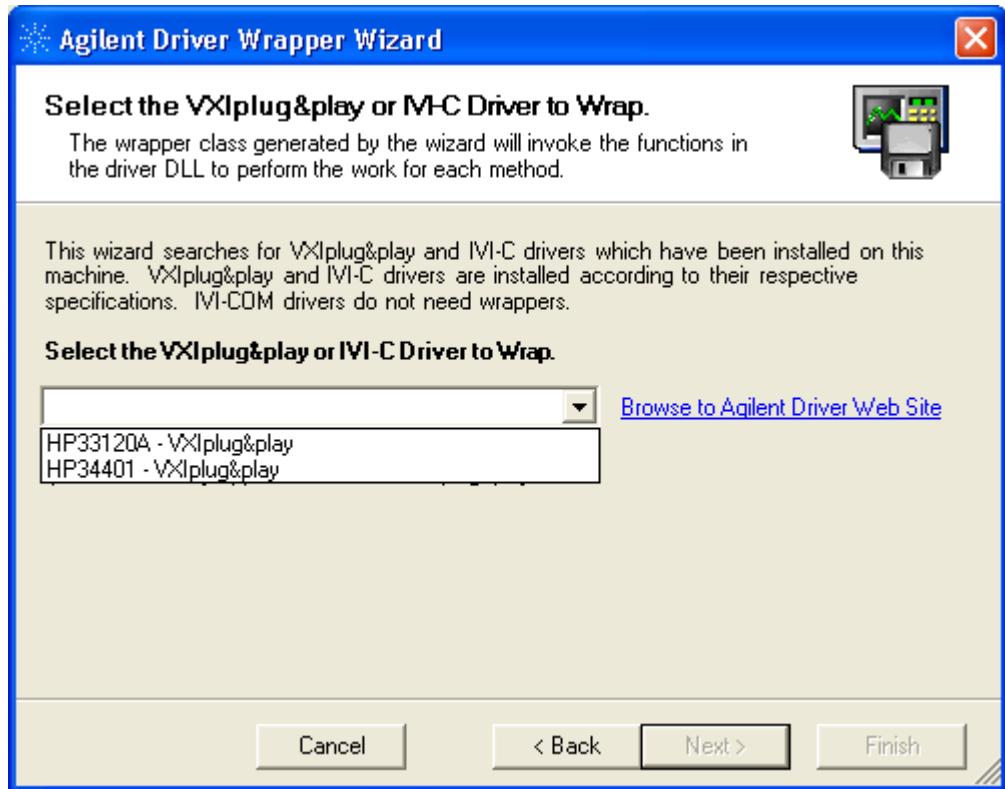 Agilent Driver Wrapper Wizard
Select the VXIplug&play or IVI-C Driver to Wrap.
The wrapper class generated by the wizard will invoke the functions in
the driver DLL to perform the work for each method.
This wizard searches for VXIplug&play and IVI-C drivers which have been installed on this
machine.  VXIplug&play and IVI-C drivers are installed according to their respective
specifications.  IVI-COM drivers do not need wrappers.
Select the VXIplug&play or IVI-C Driver to Wrap.
Browse to Agilent Driver Web Site
HP33120A - VXIplug&play
HP34401 - VXIplug&play
Cancel
< Back
Next >
Finish